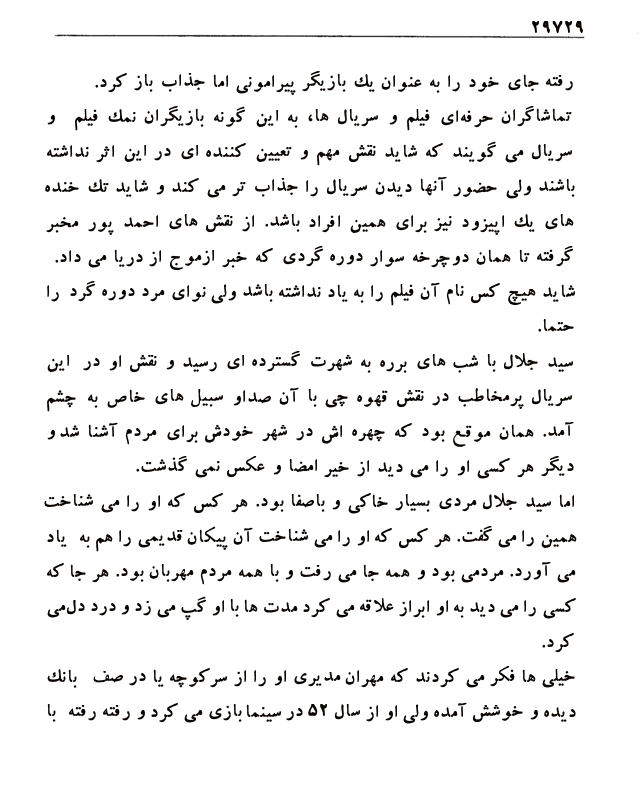 ۲۹۷۲۹
رفته جای خود را به عنوان یك بازیگر پیرامونی اما جذاب باز کرد.
تماشاگران حرفه‌ای فیلم و سریال ها، به این گونه بازیگران نمك فیلم و
سریال می گویند که شاید نقش مهم و تعیین کننده ای در این اثر نداشته
باشند ولی حضور آنها دیدن سریال را جذاب تر می کند و شاید تك خنده
های یك اپیزود نیز برای همین افراد باشد. از نقش های احمد پور مخبر
گرفته تا همان دوچرخه سوار دوره گردی که خبر ازموج از دریا می داد.
شاید هیچ کس نام آن فیلم را به یاد نداشته باشد ولی نوای مرد دوره گرد را
حتما.
سید جلال با شب های برره به شهرت گسترده ای رسید و نقش او در این
سریال پرمخاطب در نقش قهوه چی با آن صداو سبیل های خاص به چشم
آمد. همان موقع بود که چهره اش در شهر خودش برای مردم آشنا شدو
دیگر هر کسی او را می دید از خیر امضا و عکس نمی گذشت.
اما سید جلال مردی بسیار خاکی و باصفا بود. هر کس که او را می شناخت
همین را می گفت. هر کس که او را می شناخت آن پیکان قدیمی را هم به یاد
می آورد. مردمی بود و همه جا می رفت و با همه مردم مهربان بود. هر جا که
کسی را می دید به او ابراز علاقه می کرد مدت ها با او گپ می زد و درد دل‌می
کرد.
خیلی ها فکر می کردند که مهران مدیری او را از سرکوچه یا در صف بانك
دیده و خوشش آمده ولی او از سال ۵۲ در سینما بازی می کرد و رفته رفته با